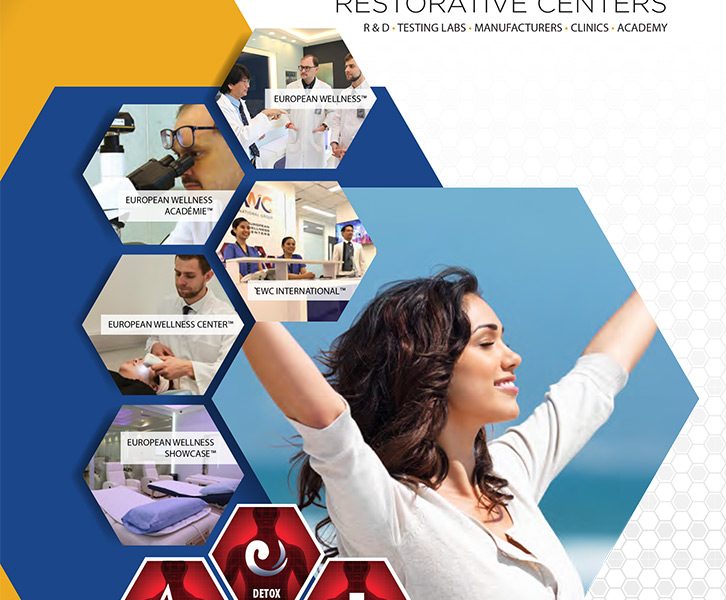 RESTORATIVE CENTERS
R & D • TESTING LABS • MANUFACTURERS • CLINICS • ACADEMY
EUROPEAN WELLNESS™
EUROPEAN WELLNESS
ACADÉMIE™
EWC INTERNATIONAL™
EUROPEAN WELLNESS CENTER™
EUROPEAN WELLNESS
SHOWCASE™
DETOX